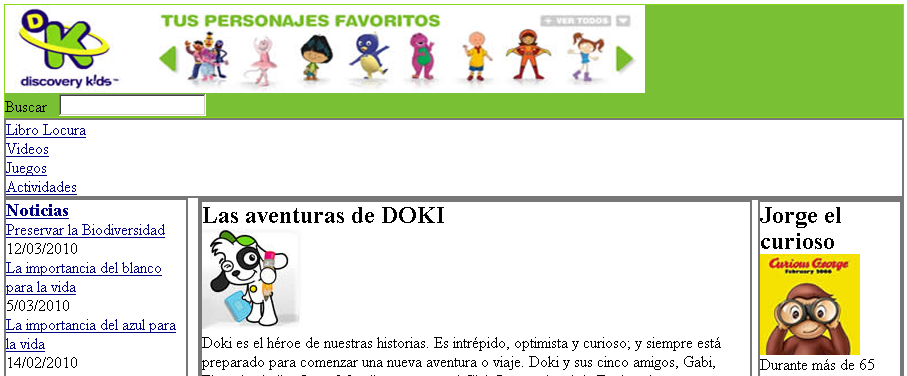 TUS PERSONAJES FAVORITOS
+ VER TODOS
DK
discovery kids™
Buscar
Libro Locura
Videos
Juegos
Actividades
Noticias
Preservar la Biodiversidad
12/03/2010
La importancia del blanco
para la vida
5/03/2010
La importancia del azul para
la vida
14/02/2010
Las aventuras de DOKI
Doki es el héroe de nuestras historias. Es intrépido, optimista y curioso; y siempre está
preparado para comenzar una nueva aventura o viaje. Doki y sus cinco amigos, Gabi,
Jorge el
curioso
Curious George
February 2006
Durante más de 65